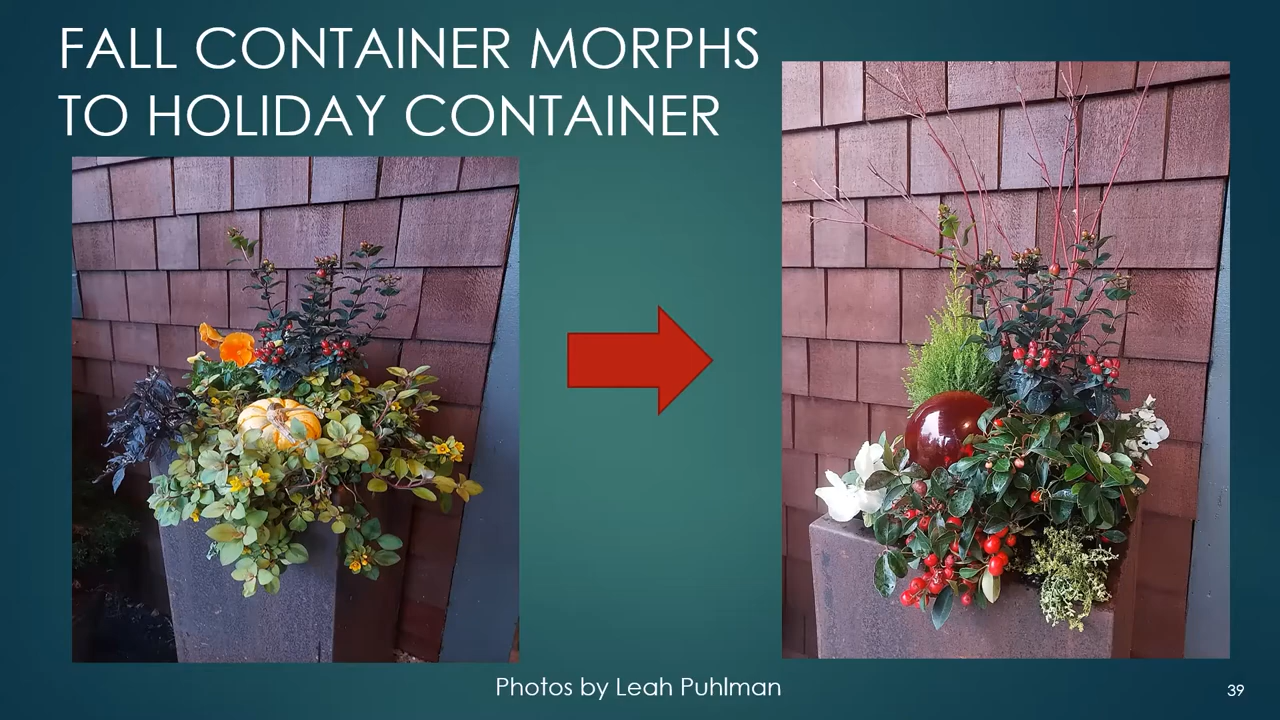 FALL CONTAINER MORPHS
TO HOLIDAY CONTAINER
Photos by Leah Puhlman
39